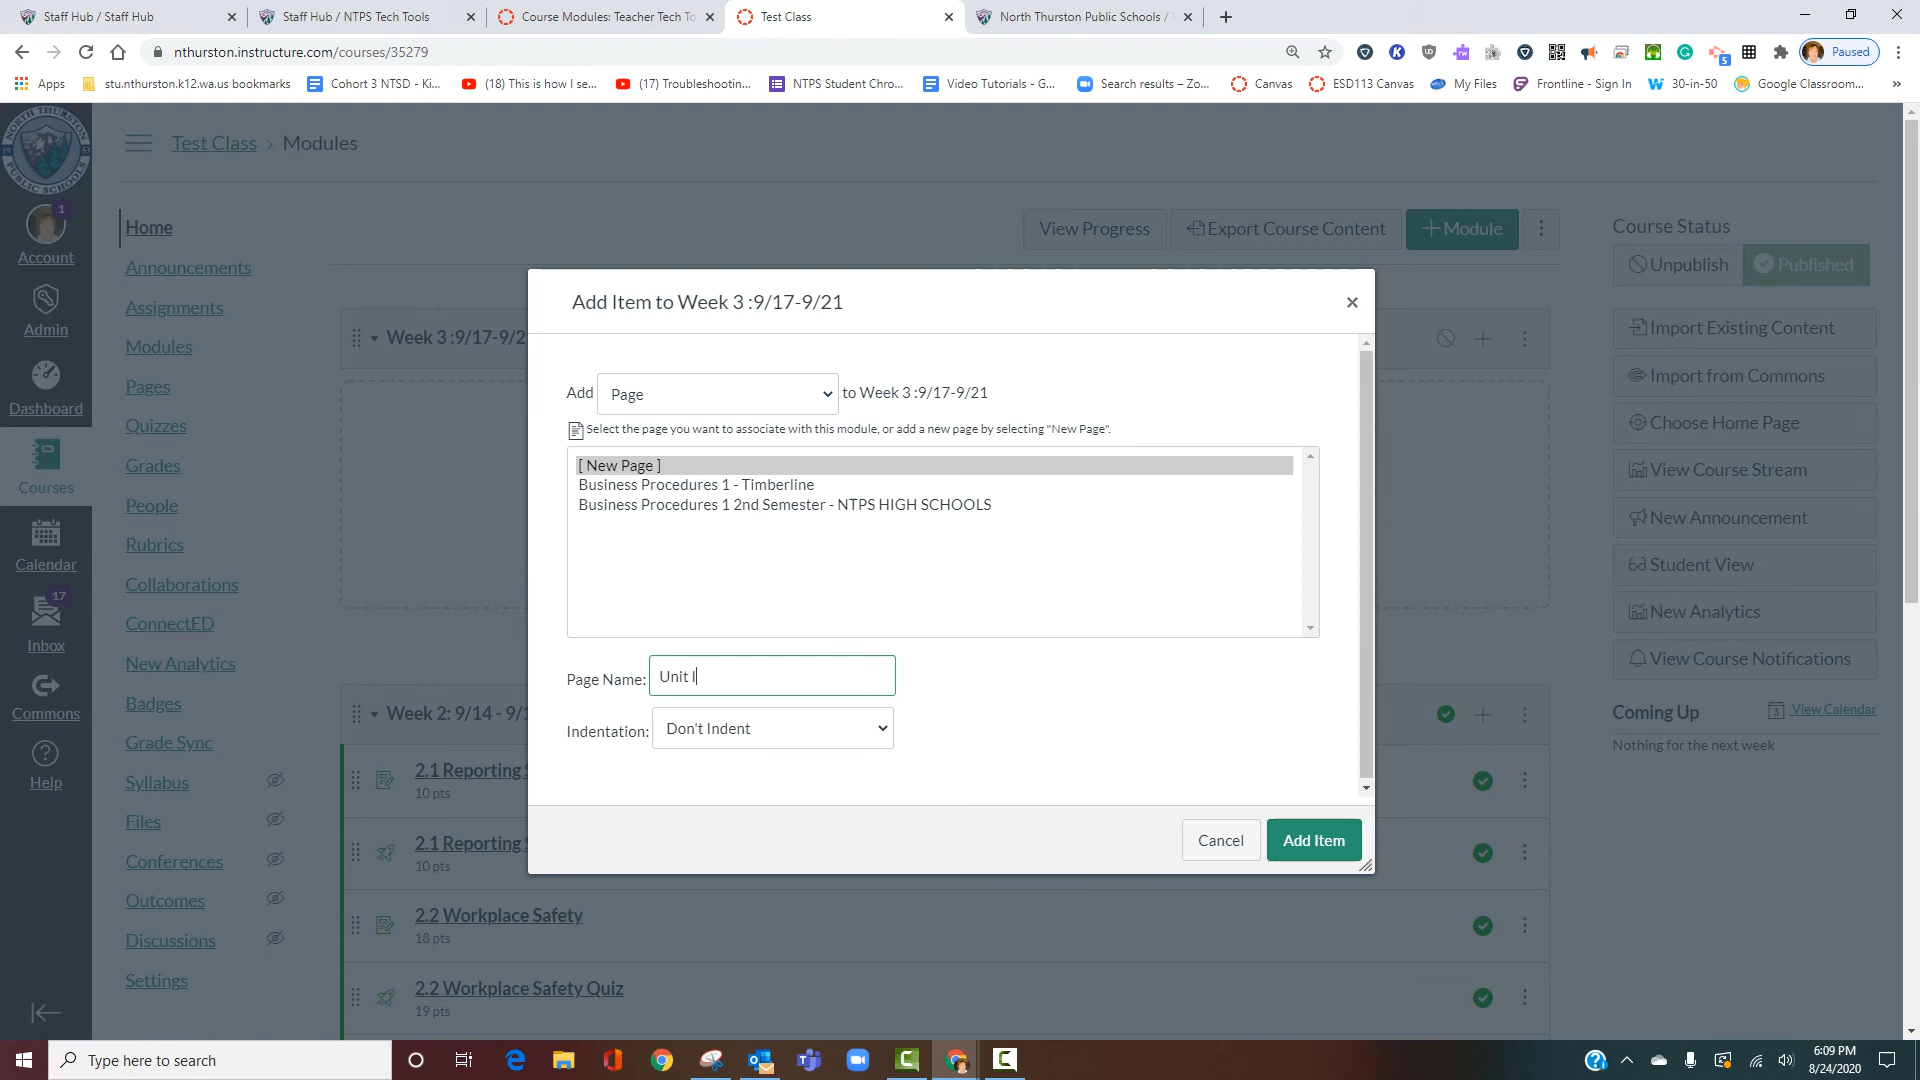 Staff Hub / Staff Hub
Staff Hub / NTPS Tech Tools
Course Modules: Teacher Tech To
Test Class
North Thurston Public Schools /
nthurston.instructure.com/courses/35279
Paused
5
Apps
stu.nthurston.k12.wa.us bookmarks
Cohort 3 NTSD - Ki...
(18) This is how I se...
(17) Troubleshootin...
NTPS Student Chro...
Video Tutorials - G...
Search results – Zo...
Canvas
ESD113 Canvas
My Files
Frontline - Sign In
30-in-50
Google Classroom...
»
NORTH THURSTON
1953
PUBLIC SCHOOLS
1
Account
Admin
Dashboard
Courses
Calendar
17
Inbox
Commons
Help
Test Class > Modules
Home
Announcements
Assignments
Modules
Pages
Quizzes
Grades
People
Rubrics
Collaborations
ConnectED
New Analytics
Badges
Grade Sync
Syllabus
Files
Conferences
Outcomes
Discussions
Settings
View Progress
Export Course Content
+ Module
Week 3 :9/17-9/2
Add Item to Week 3 :9/17-9/21
Add Page to Week 3 :9/17-9/21
Select the page you want to associate with this module, or add a new page by selecting "New Page".
[ New Page ]
Business Procedures 1 - Timberline
Business Procedures 1 2nd Semester - NTPS HIGH SCHOOLS
Page Name: Unit I
Indentation: Don't Indent
Cancel
Add Item
Week 2: 9/14 - 9/1
2.1 Reporting
10 pts
2.1 Reporting
10 pts
2.2 Workplace Safety
18 pts
2.2 Workplace Safety Quiz
19 pts
Course Status
Unpublish
Published
Import Existing Content
Import from Commons
Choose Home Page
View Course Stream
New Announcement
Student View
New Analytics
View Course Notifications
Coming Up
3
View Calendar
Nothing for the next week
Type here to search
6:09 PM
8/24/2020